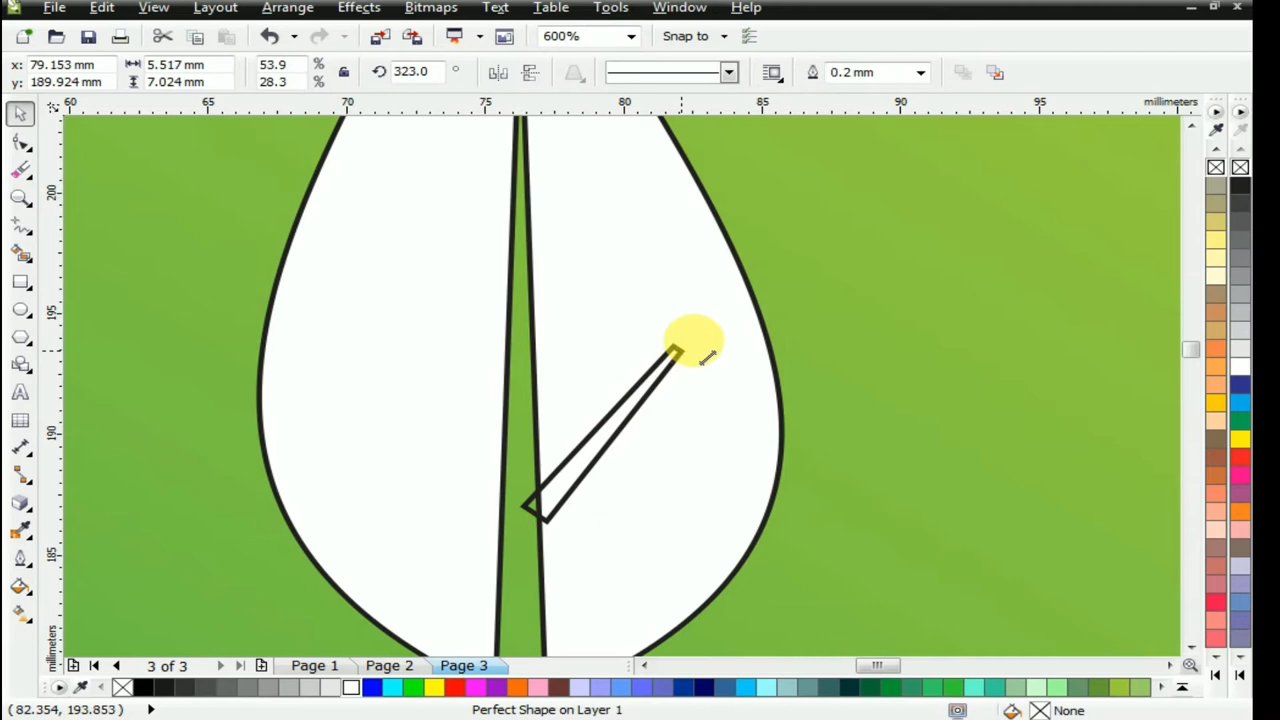 File Edit View Layout Arrange Effects Bitmaps Text Table Tools Window Help
600% Snap to
x: 79.153 mm 5.517 mm 53.9 % 323.0 ° 0.2 mm
y: 189.924 mm 7.024 mm 28.3 %
60 65 70 75 80 85 90 95 millimeters
200
195
190
185
millimeters
3 of 3 Page 1 Page 2 Page 3
(82.354, 193.853) Perfect Shape on Layer 1 None